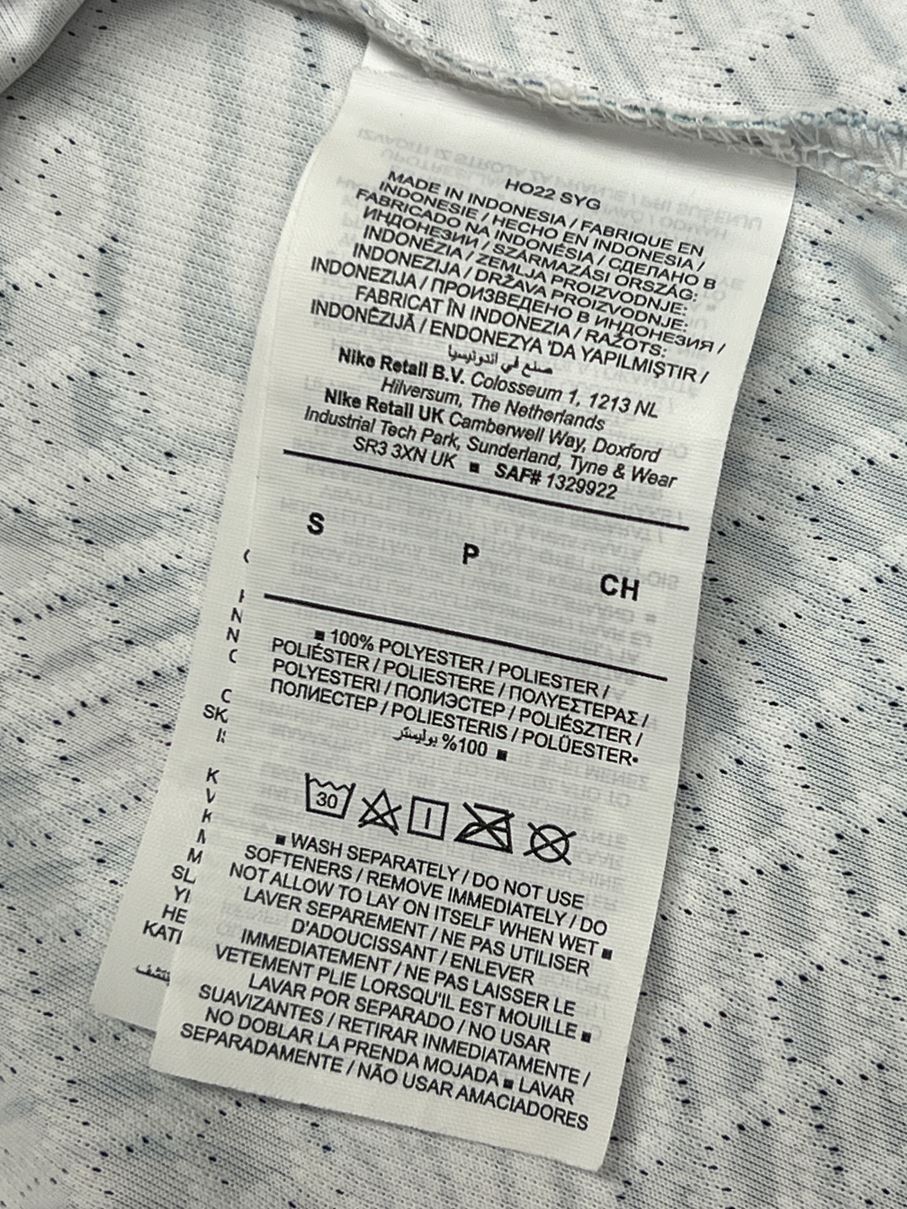 HO22 SYG
MADE IN INDONESIA / FABRIQUE EN
INDONESIE / HECHO EN INDONESIA /
FABRICADO NA INDONÉSIA / СДЕЛАНО В
ИНДОНЕЗИИ / SZÁRMAZÁSI ORSZÁG:
INDONÉZIA / ZEMLJA PROIZVODNJE:
INDONEZIJA / DRŽAVA PROIZVODNJE:
INDONEZIJA / ПРОИЗВЕДЕНО В ИНДОНЕЗИЯ /
FABRICAT ÎN INDONEZIA / RAŽOTS:
INDONĒZIJĀ / ENDONEZYA 'DA YAPILMIŞTIR /
صنع في اندونيسيا
Nike Retail B.V. Colosseum 1, 1213 NL
Hilversum, The Netherlands
Nike Retail UK Camberwell Way, Doxford
Industrial Tech Park, Sunderland, Tyne & Wear
SR3 3XN UK ■ SAF# 1329922
S P CH
■ 100% POLYESTER / POLIESTER /
POLIÉSTER / POLIESTERE / ΠΟΛΥΕΣΤΕΡΑΣ /
POLYESTERI / ПОЛИЭСТЕР / POLIÉSZTER /
ПОЛИЕСТЕР / POLIESTERIS / POLÜESTER•
100% بوليستر ■
30
■ WASH SEPARATELY / DO NOT USE
SOFTENERS / REMOVE IMMEDIATELY / DO
NOT ALLOW TO LAY ON ITSELF WHEN WET ■
LAVER SEPAREMENT / NE PAS UTILISER
D'ADOUCISSANT / ENLEVER
IMMEDIATEMENT / NE PAS LAISSER LE
VETEMENT PLIE LORSQU'IL EST MOUILLE ■
LAVAR POR SEPARADO / NO USAR
SUAVIZANTES / RETIRAR INMEDIATAMENTE /
NO DOBLAR LA PRENDA MOJADA ■ LAVAR
SEPARADAMENTE / NÃO USAR AMACIADORES